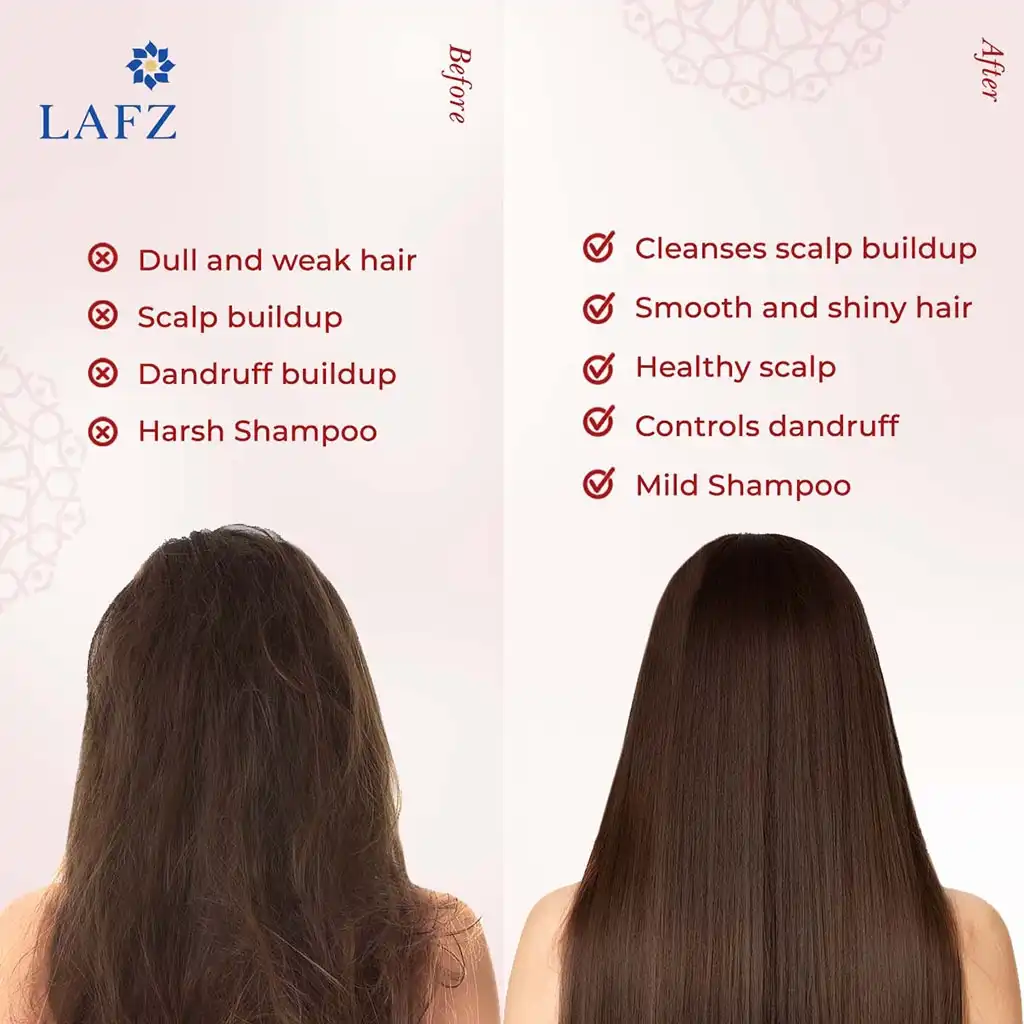 LAFZ
Before
Dull and weak hair
Scalp buildup
Dandruff buildup
Harsh Shampoo
After
Cleanses scalp buildup
Smooth and shiny hair
Healthy scalp
Controls dandruff
Mild Shampoo